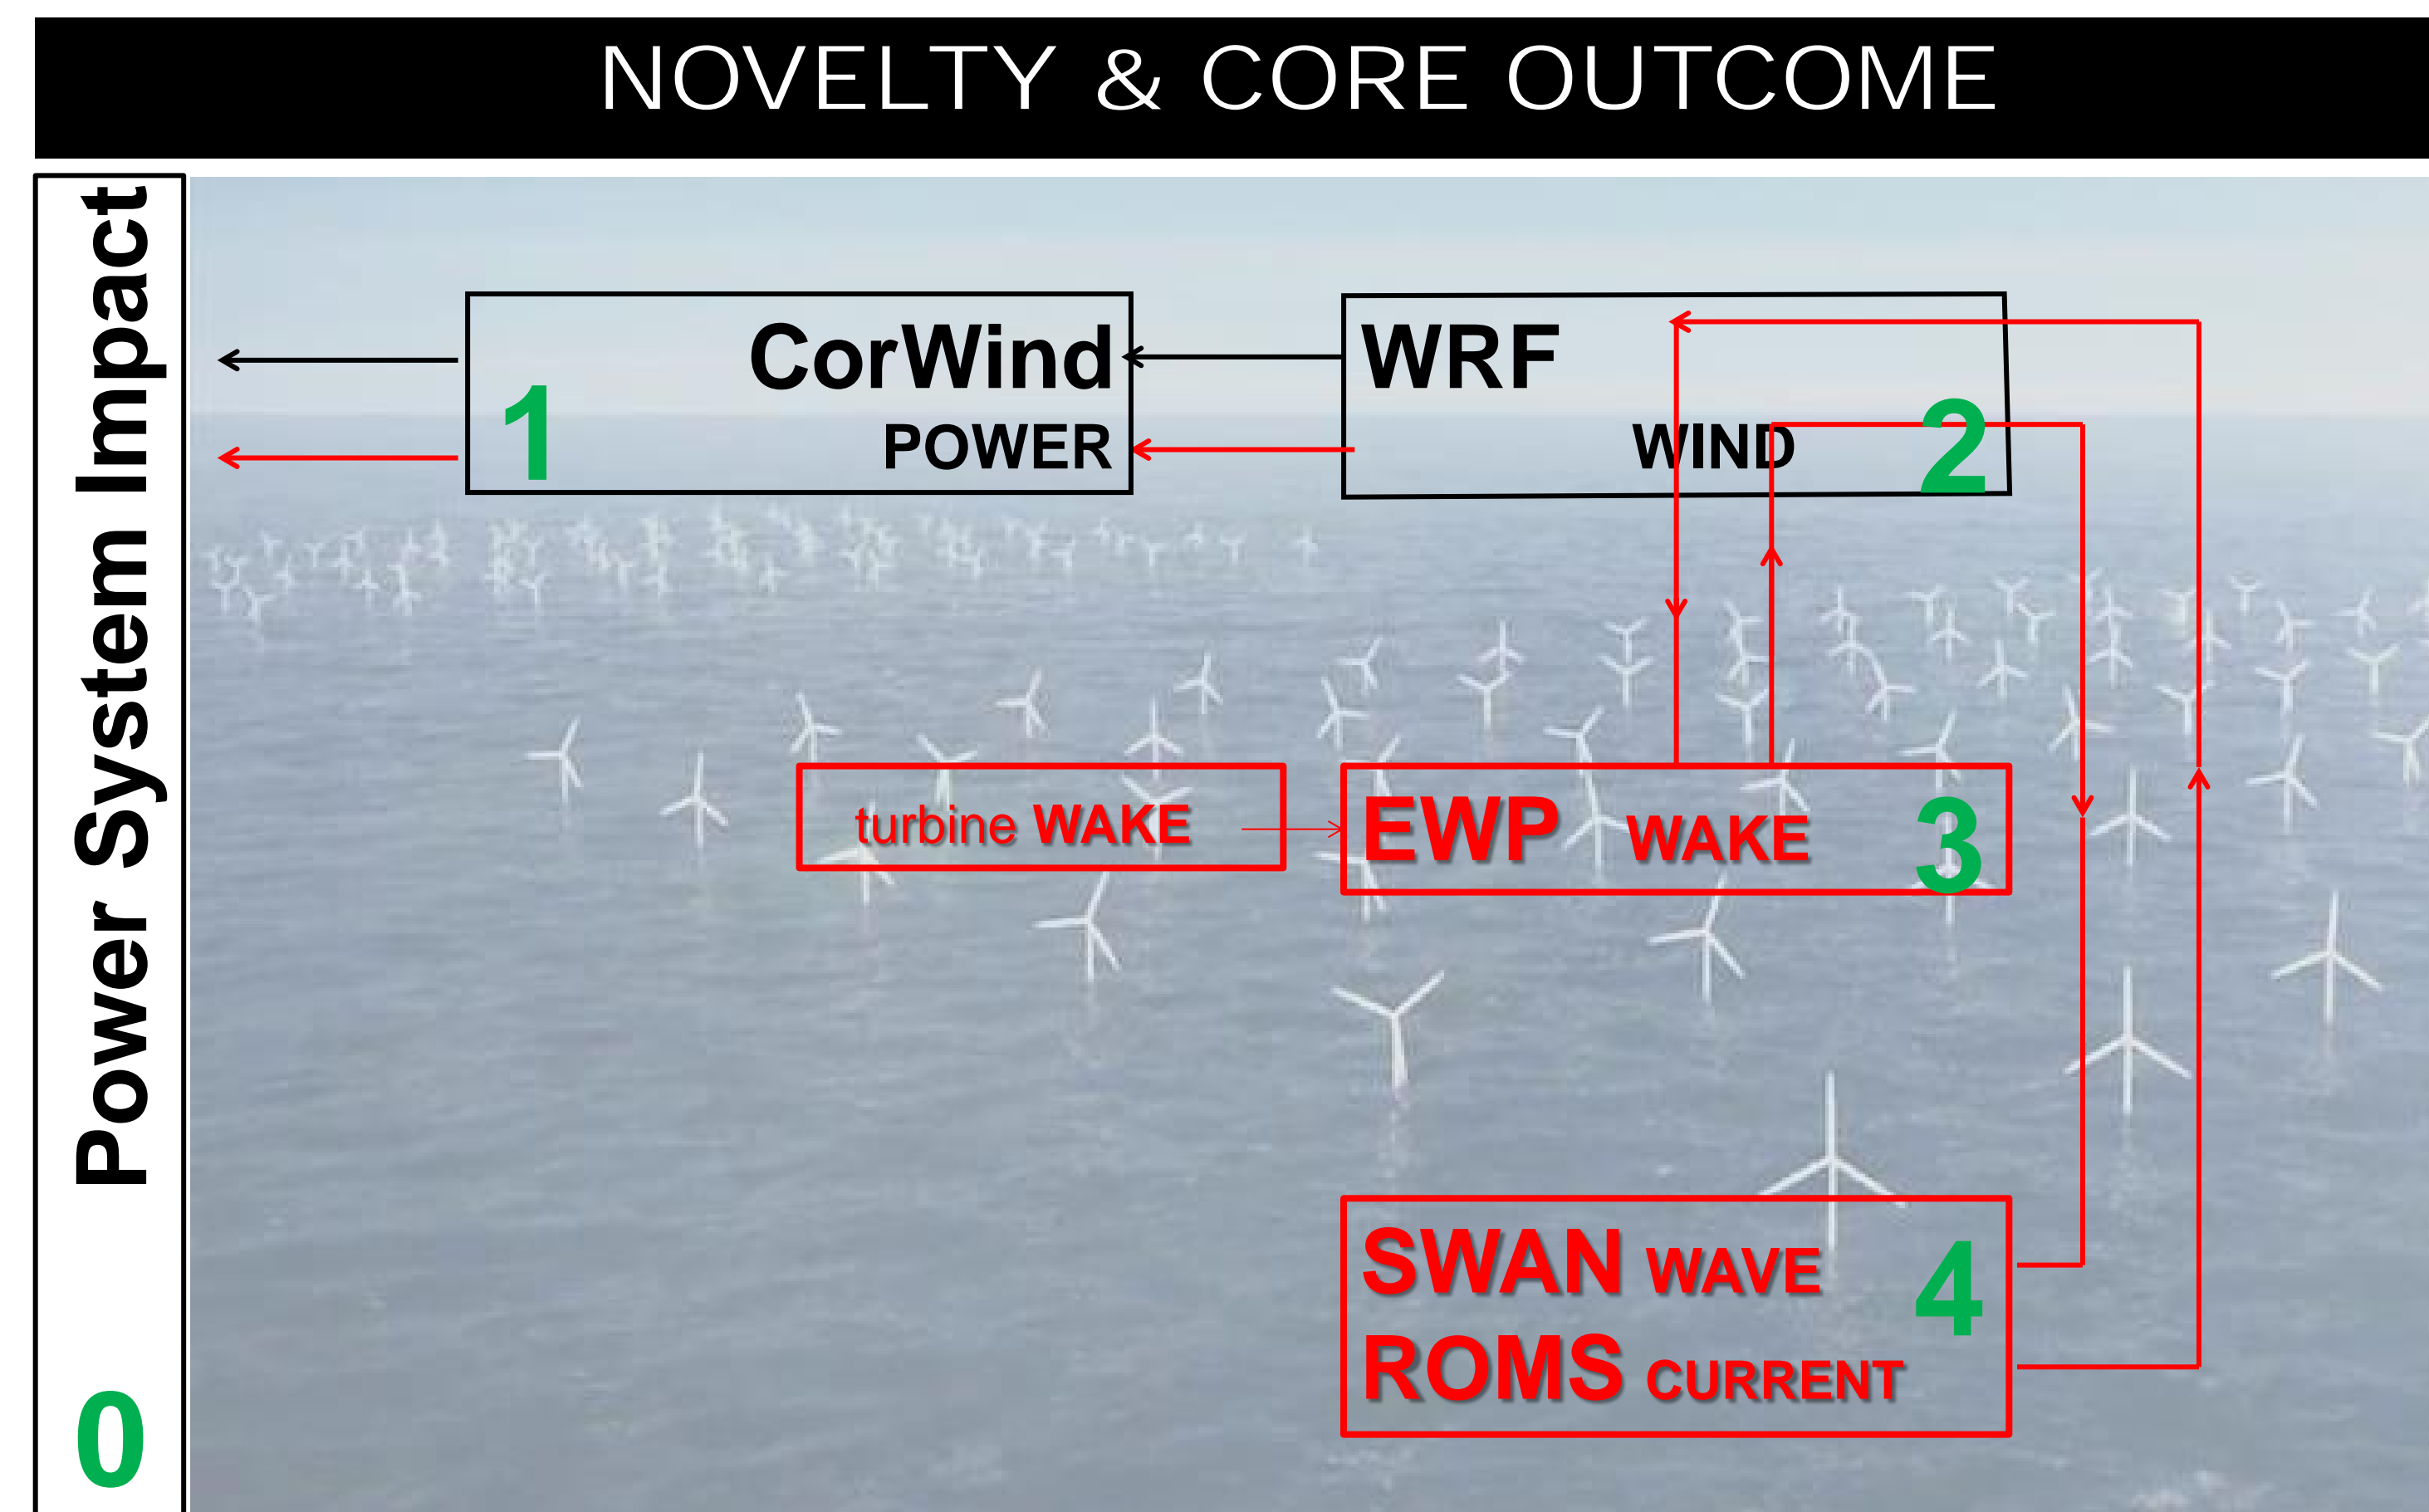 NOVELTY & CORE OUTCOME
Power System Impact
0
CorWind
POWER
1
WRF
WIND
2
turbine WAKE
EWP WAKE
3
SWAN WAVE
ROMS CURRENT
4